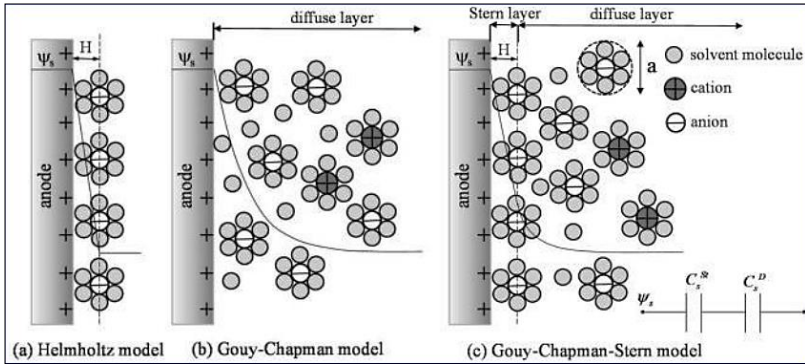 diffuse layer
Stern layer
diffuse layer
H
ψs
anode
ψs
anode
H
ψs
anode
a
solvent molecule
cation
anion
ψs
Cs^St
Cs^D
(a) Helmholtz model
(b) Gouy-Chapman model
(c) Gouy-Chapman-Stern model